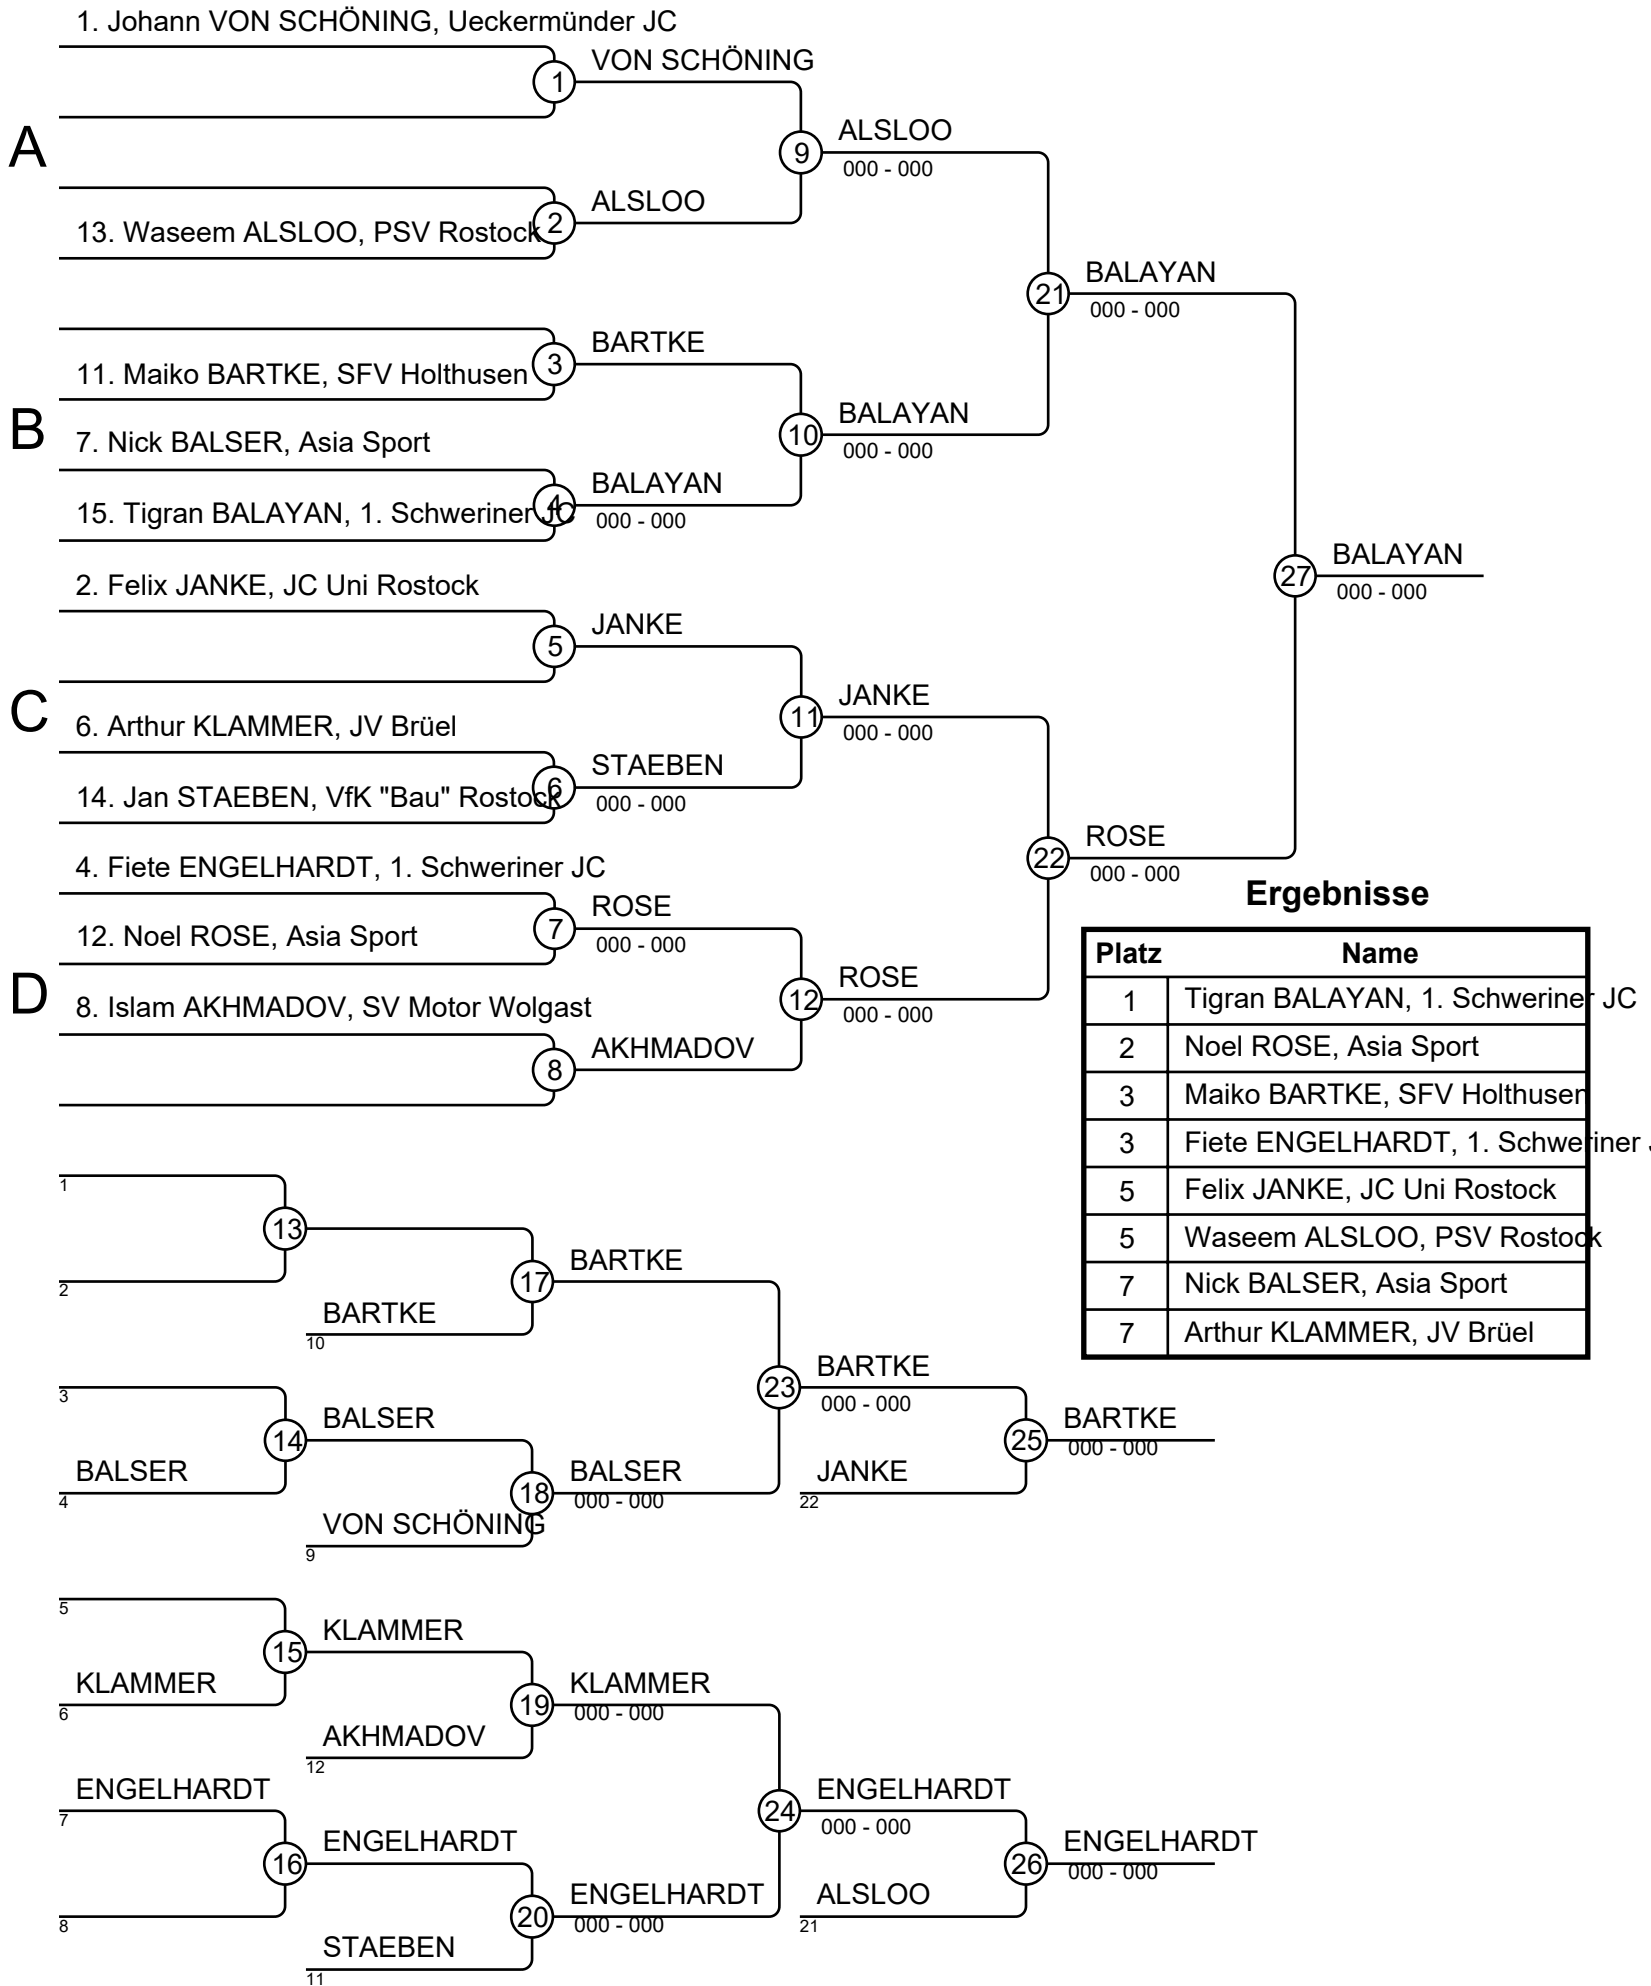 1. Johann VON SCHÖNING, Ueckermünder JC
VON SCHÖNING
1
A
ALSLOO
9
000 - 000
ALSLOO
13. Waseem ALSLOO, PSV Rostock
2
BALAYAN
21
000 - 000
BARTKE
11. Maiko BARTKE, SFV Holthusen
3
B
BALAYAN
10
000 - 000
7. Nick BALSER, Asia Sport
BALAYAN
4
15. Tigran BALAYAN, 1. Schweriner JC
000 - 000
BALAYAN
27
000 - 000
2. Felix JANKE, JC Uni Rostock
JANKE
5
C
JANKE
11
000 - 000
6. Arthur KLAMMER, JV Brüel
STAEBEN
6
14. Jan STAEBEN, VfK "Bau" Rostock
000 - 000
ROSE
22
000 - 000
4. Fiete ENGELHARDT, 1. Schweriner JC
ROSE
7
12. Noel ROSE, Asia Sport
000 - 000
D
ROSE
12
000 - 000
8. Islam AKHMADOV, SV Motor Wolgast
AKHMADOV
8
Ergebnisse
Platz Name
1 Tigran BALAYAN, 1. Schweriner JC
2 Noel ROSE, Asia Sport
3 Maiko BARTKE, SFV Holthusen
3 Fiete ENGELHARDT, 1. Schweriner
5 Felix JANKE, JC Uni Rostock
5 Waseem ALSLOO, PSV Rostock
7 Nick BALSER, Asia Sport
7 Arthur KLAMMER, JV Brüel
1
13
2
BARTKE
17
BARTKE
10
3
BALSER
14
BALSER
4
BALSER
18
000 - 000
VON SCHÖNING
9
BARTKE
23
000 - 000
BARTKE
25
000 - 000
JANKE
22
5
KLAMMER
15
KLAMMER
6
KLAMMER
19
000 - 000
AKHMADOV
12
ENGELHARDT
7
ENGELHARDT
16
8
ENGELHARDT
20
000 - 000
STAEBEN
11
ENGELHARDT
24
000 - 000
ENGELHARDT
26
000 - 000
ALSLOO
21